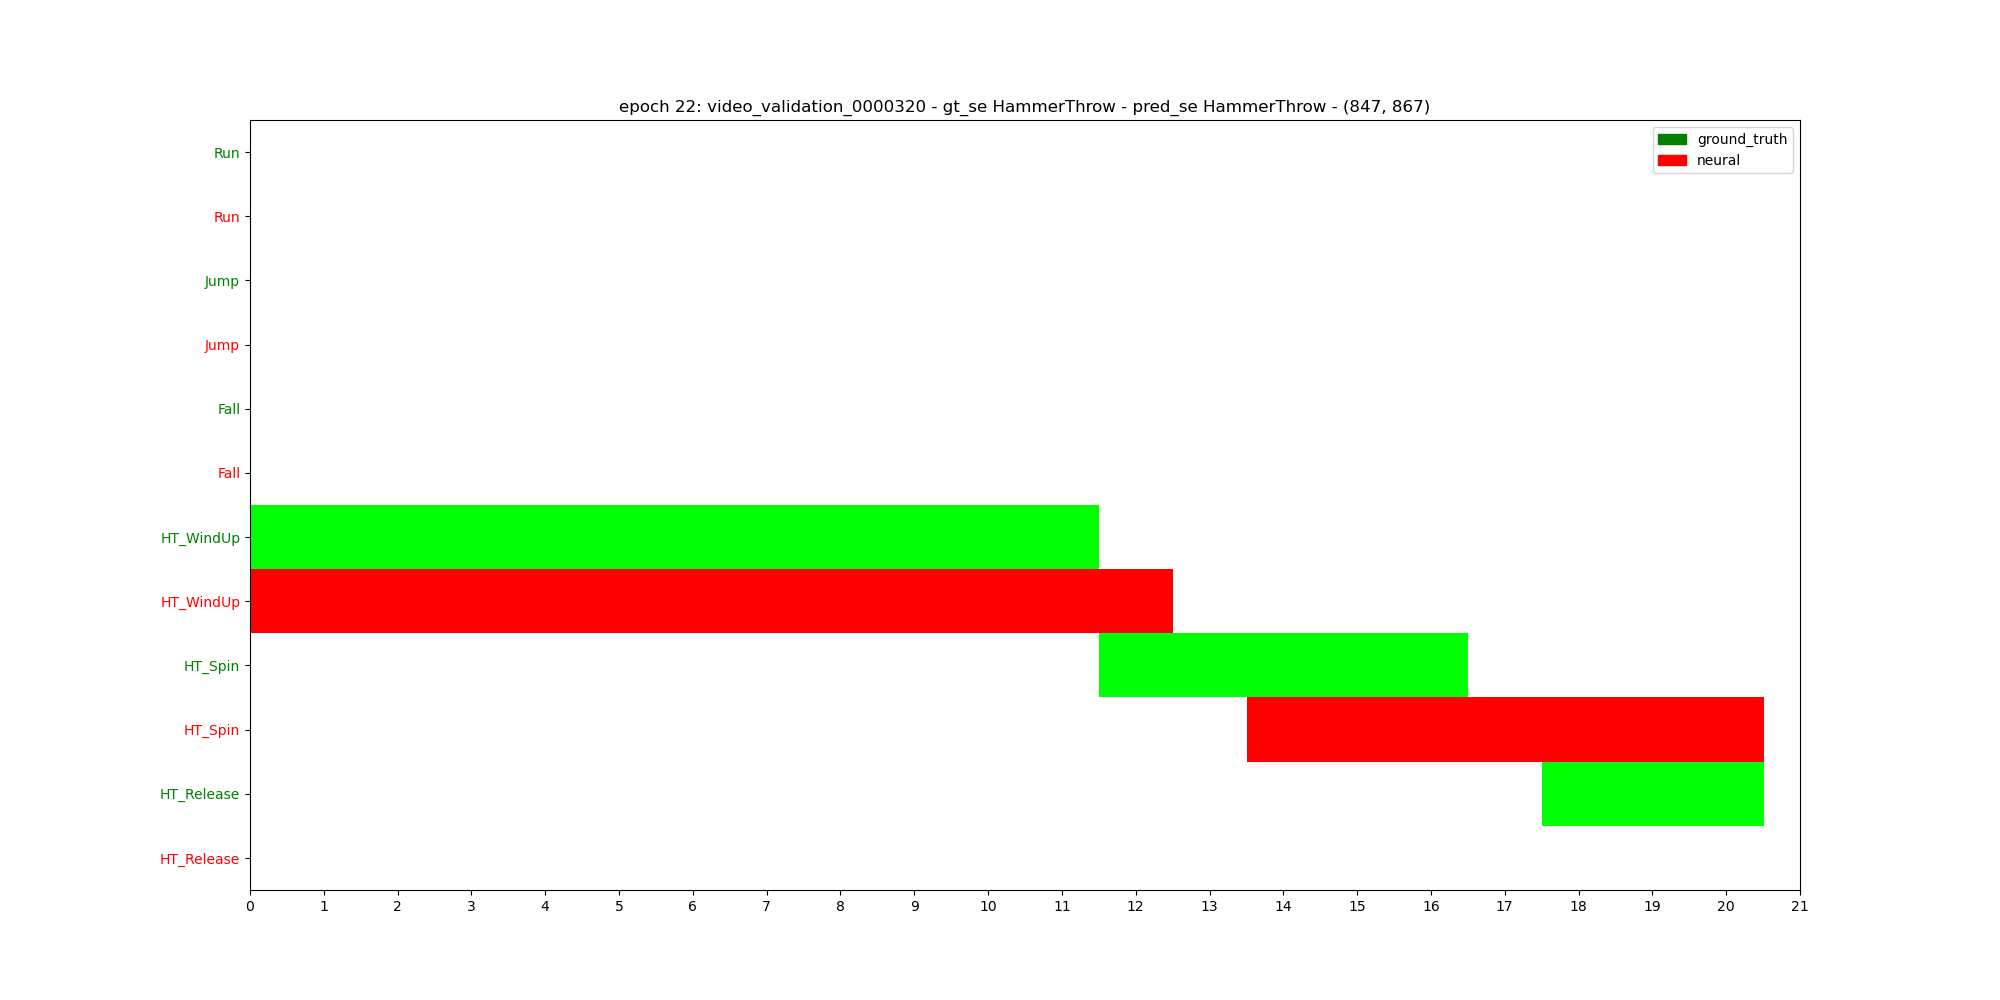 epoch 22: video_validation_0000320 - gt_se HammerThrow - pred_se HammerThrow - (847, 867)
ground_truth
neural
Run
Run
Jump
Jump
Fall
Fall
HT_WindUp
HT_WindUp
HT_Spin
HT_Spin
HT_Release
HT_Release
0 1 2 3 4 5 6 7 8 9 10 11 12 13 14 15 16 17 18 19 20 21